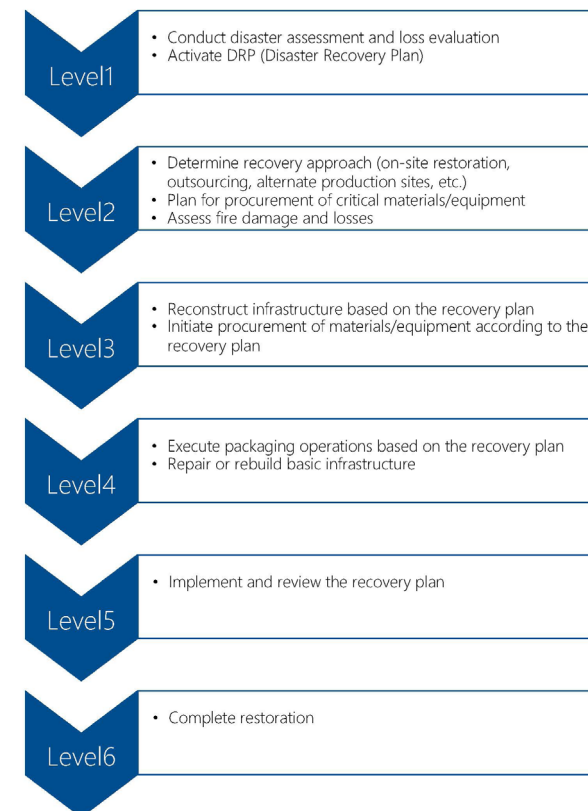 Level1
• Conduct disaster assessment and loss evaluation
• Activate DRP (Disaster Recovery Plan)
Level2
• Determine recovery approach (on-site restoration,
outsourcing, alternate production sites, etc.)
• Plan for procurement of critical materials/equipment
• Assess fire damage and losses
Level3
• Reconstruct infrastructure based on the recovery plan
• Initiate procurement of materials/equipment according to the
recovery plan
Level4
• Execute packaging operations based on the recovery plan
• Repair or rebuild basic infrastructure
Level5
• Implement and review the recovery plan
Level6
• Complete restoration